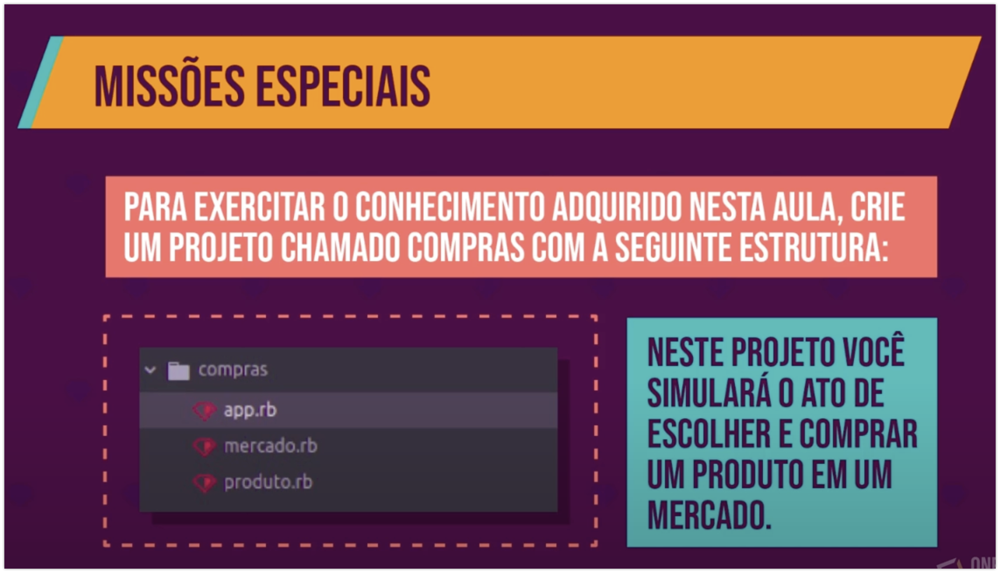 MISSÕES ESPECIAIS
PARA EXERCITAR O CONHECIMENTO ADQUIRIDO NESTA AULA, CRIE
UM PROJETO CHAMADO COMPRAS COM A SEGUINTE ESTRUTURA:
compras
app.rb
mercado.rb
produto.rb
NESTE PROJETO VOCÊ
SIMULARÁ O ATO DE
ESCOLHER E COMPRAR
UM PRODUTO EM UM
MERCADO.